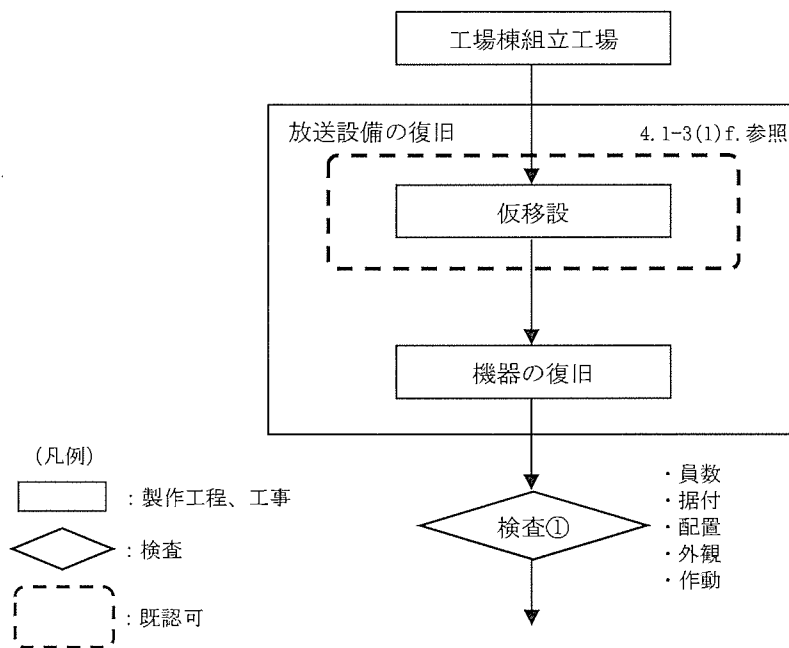 工場棟組立工場
放送設備の復旧 4.1-3(1)f.参照
仮移設
機器の復旧
検査①
・員数
・据付
・配置
・外観
・作動
(凡例)
：製作工程、工事
：検査
：既認可